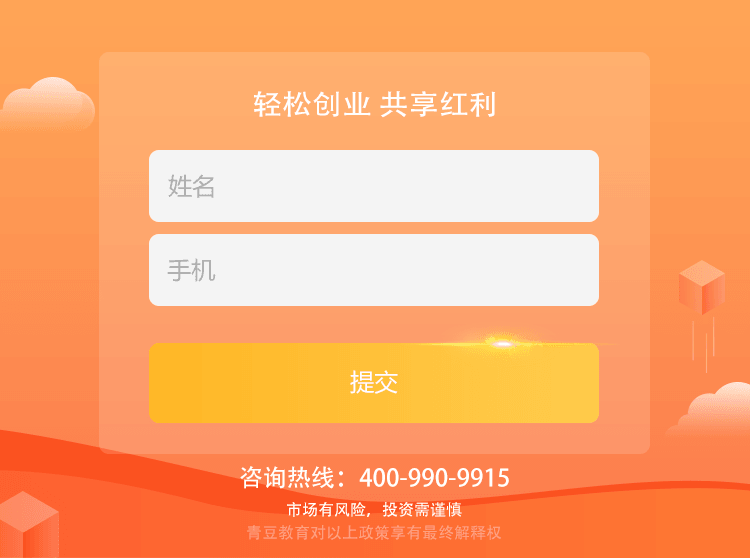 轻松创业 共享红利
姓名
手机
提交
咨询热线：400-990-9915
市场有风险，投资需谨慎
青豆教育对以上政策享有最终解释权